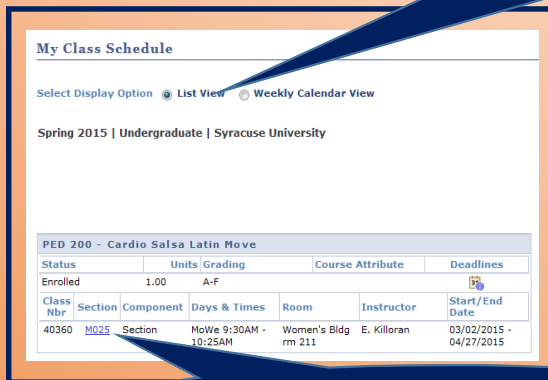 My Class Schedule
Select Display Option List View Weekly Calendar View
Spring 2015 | Undergraduate | Syracuse University
PED 200 - Cardio Salsa Latin Move
Status Units Grading Course Attribute Deadlines
Enrolled 1.00 A-F
Class Nbr Section Component Days & Times Room Instructor Start/End Date
40360 M025 Section MoWe 9:30AM - 10:25AM Women's Bldg rm 211 E. Killoran 03/02/2015 - 04/27/2015